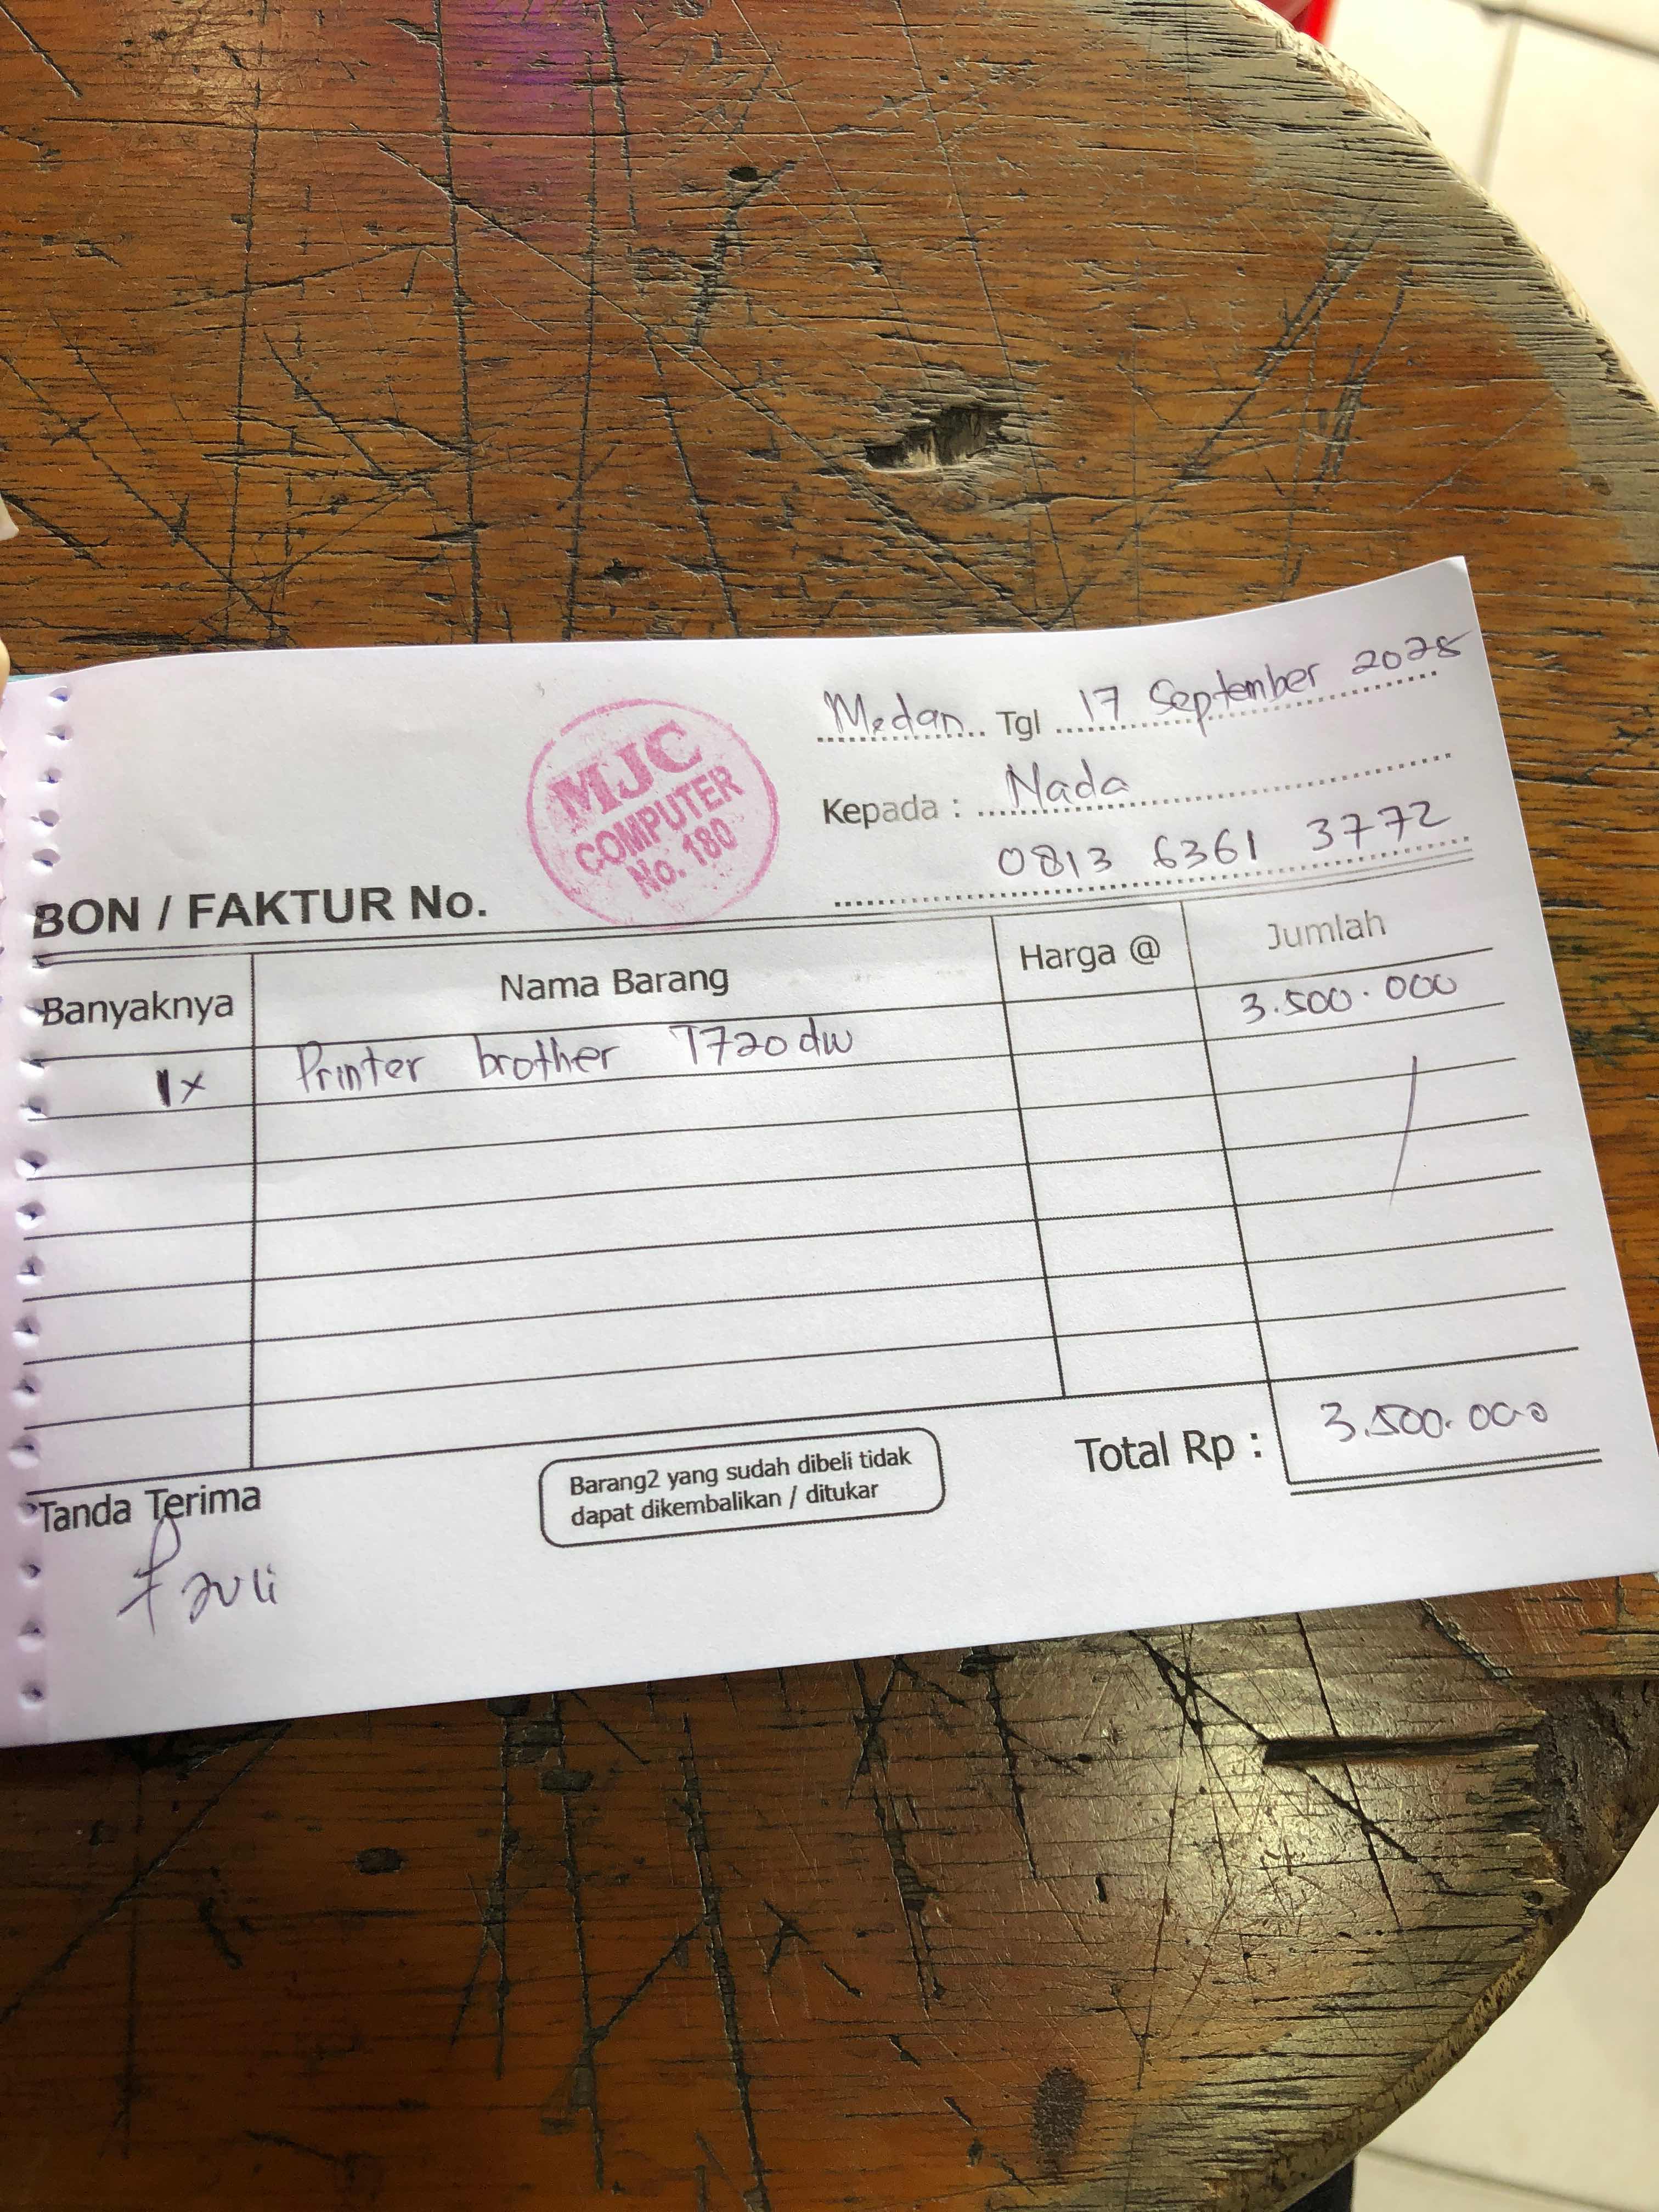 MJC
COMPUTER
No. 180
Medan Tgl 17 September 2025
Kepada : Nada
0813 6361 3772
BON / FAKTUR No.
Banyaknya Nama Barang Harga @ Jumlah
1x Printer brother T720dw 3.500.000
Total Rp : 3.500.000
Tanda Terima
Barang2 yang sudah dibeli tidak
dapat dikembalikan / ditukar